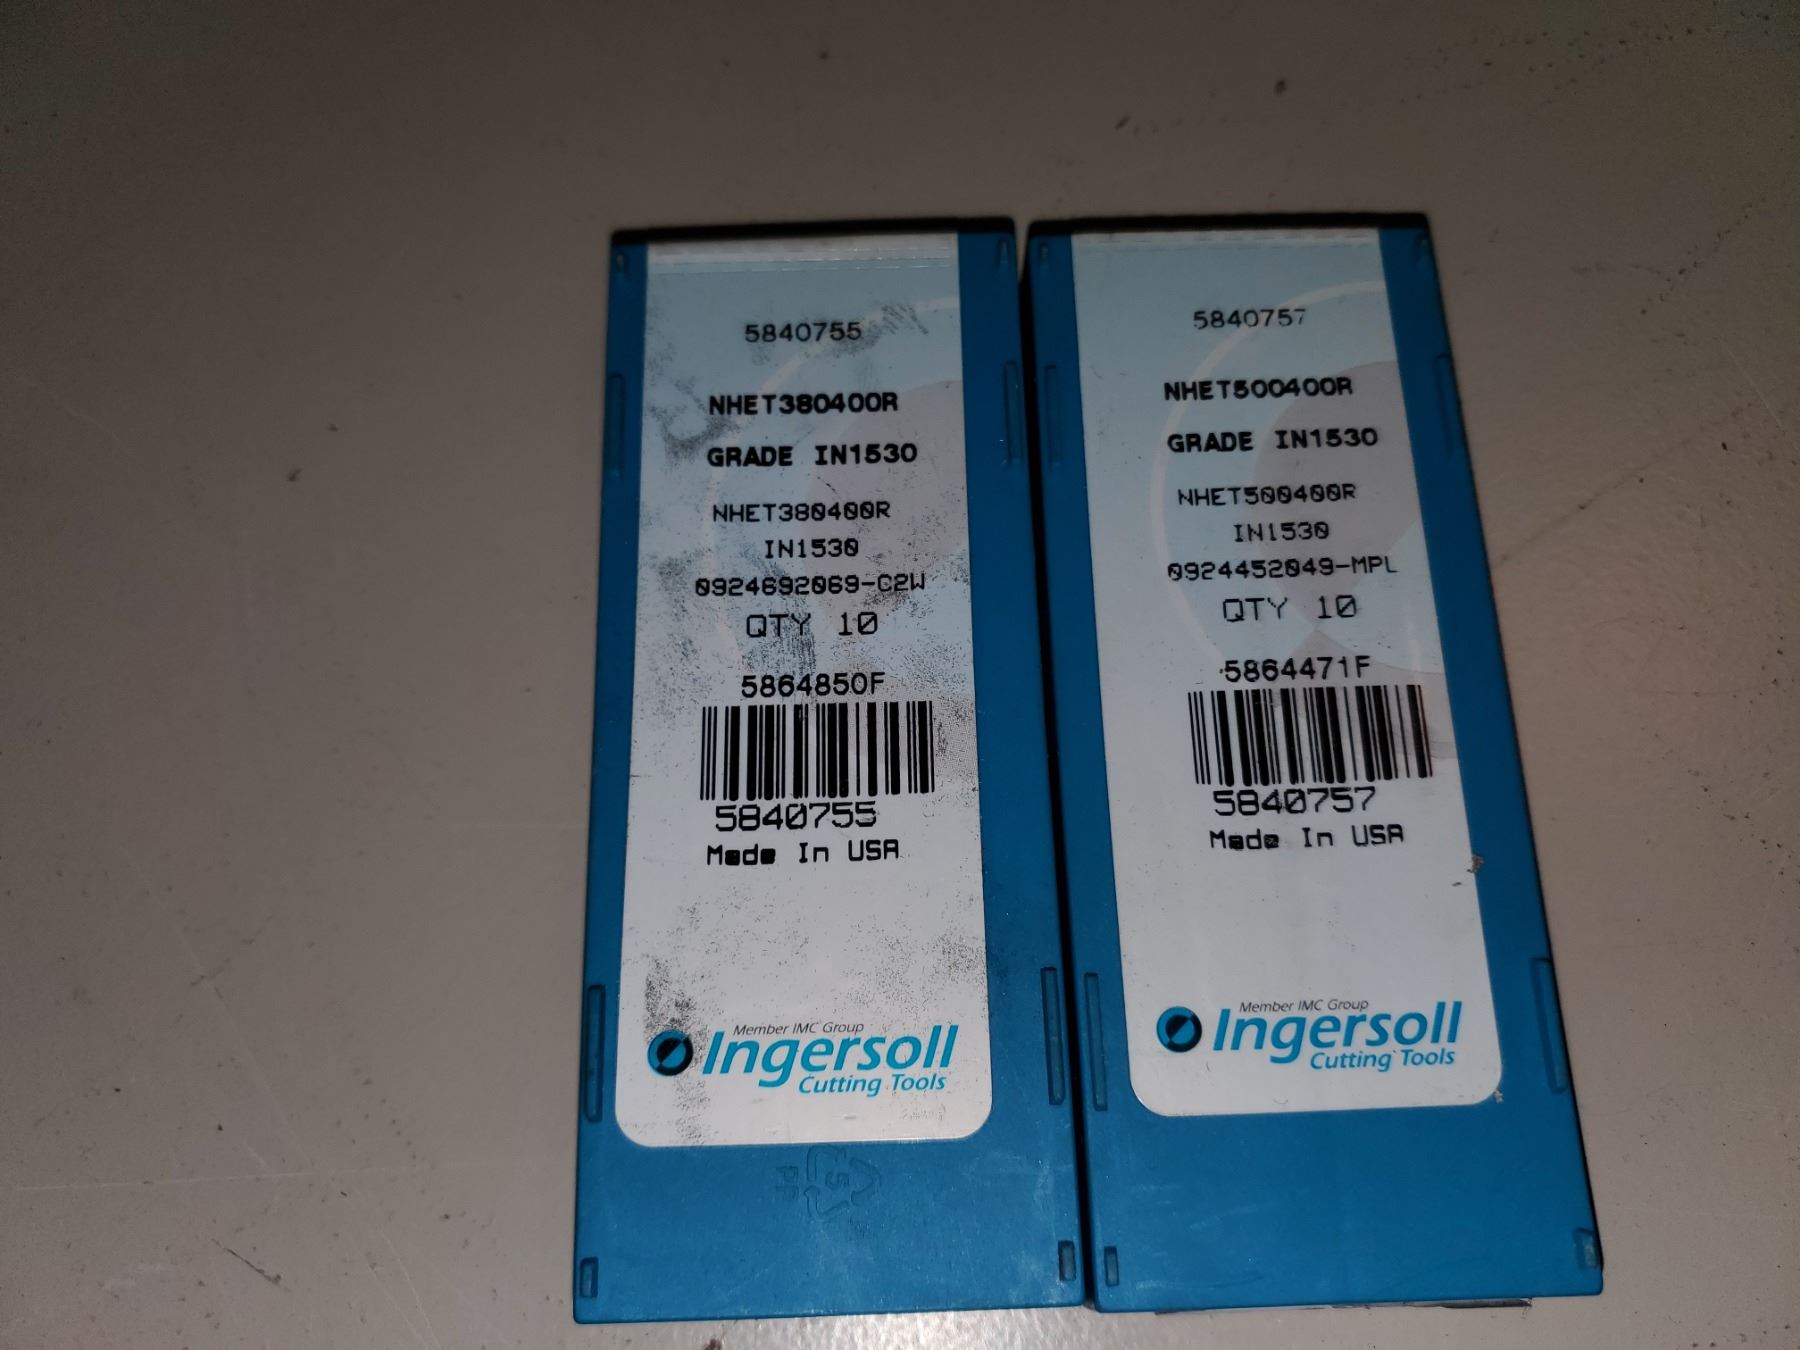 5840755
NHET380400R
GRADE IN1530
NHET380400R
IN1530
0924692069-C2W
QTY 10
5864850F
5840755
Made In USA
Member IMC Group
Ingersoll
Cutting Tools
5
PP
5840757
NHET500400R
GRADE IN1530
NHET500400R
IN1530
0924452049-MPL
QTY 10
5864471F
5840757
Made In USA
Member IMC Group
Ingersoll
Cutting Tools